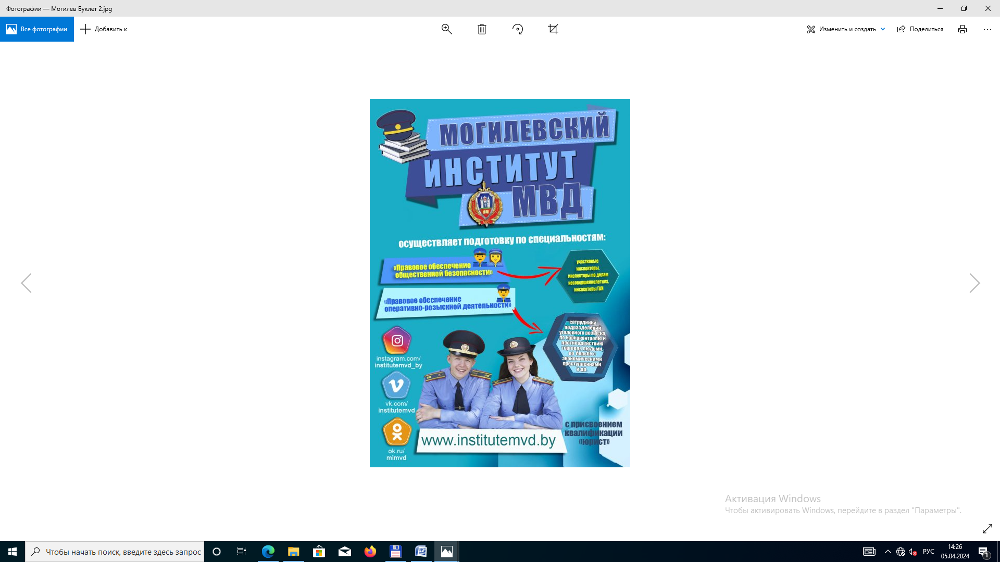 Фотографии — Могилев Буклет 2.jpg
Все фотографии
Добавить к
Изменить и создать
Поделиться
МОГИЛЕВСКИЙ
ИНСТИТУТ
МВД
осуществляет подготовку по специальностям:
«Правовое обеспечение
общественной безопасности»
участковые
инспекторы,
инспекторы по делам
несовершеннолетних,
инспекторы ГАИ
«Правовое обеспечение
оперативно-розыскной деятельности»
сотрудники
подразделений
уголовного розыска,
по наркоконтролю и
противодействию
торговле людьми,
по борьбе с
экономическими
преступлениями
и др.
instagram.com/
institutemvd_by
vk.com/
institutemvd
ok.ru/
mimvd
www.institutemvd.by
с присвоением
квалификации
«юрист»
Активация Windows
Чтобы активировать Windows, перейдите в раздел "Параметры".
Чтобы начать поиск, введите здесь запрос
РУС
14:26
05.04.2024
1